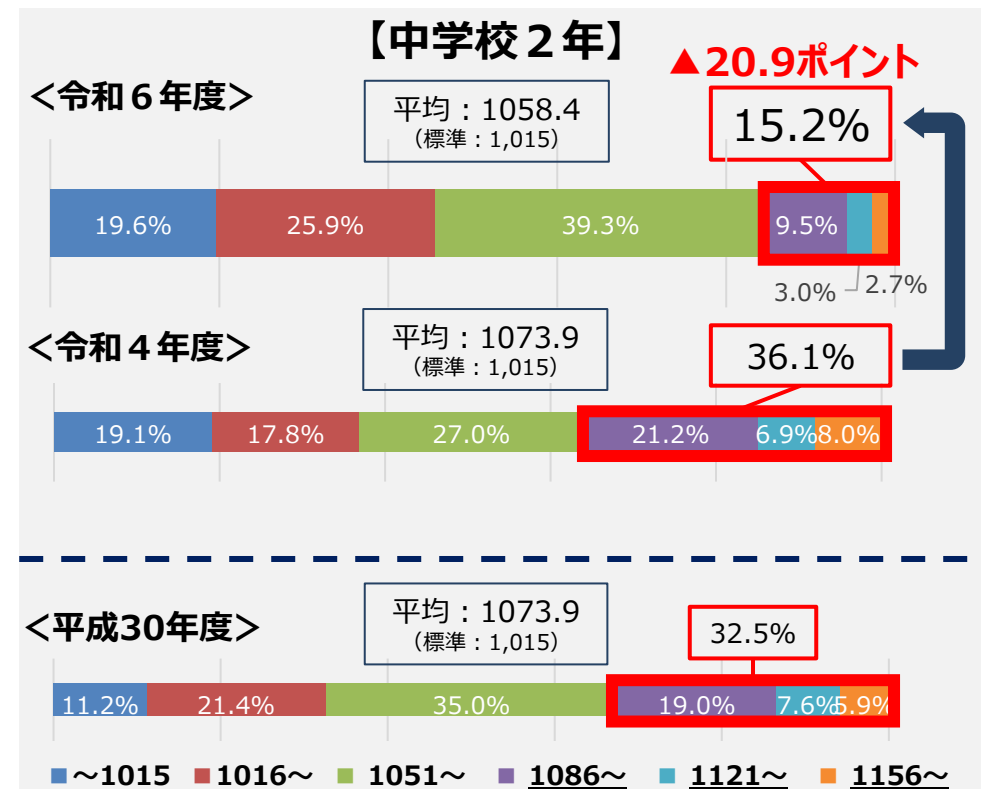 【中学校２年】
▲20.9ポイント
＜令和６年度＞
平均：1058.4
（標準：1,015）
15.2%
19.6% 25.9% 39.3% 9.5%
3.0% 2.7%
＜令和４年度＞
平均：1073.9
（標準：1,015）
36.1%
19.1% 17.8% 27.0% 21.2% 6.9% 8.0%
＜平成30年度＞
平均：1073.9
（標準：1,015）
32.5%
11.2% 21.4% 35.0% 19.0% 7.6% 5.9%
～1015 1016～ 1051～ 1086～ 1121～ 1156～